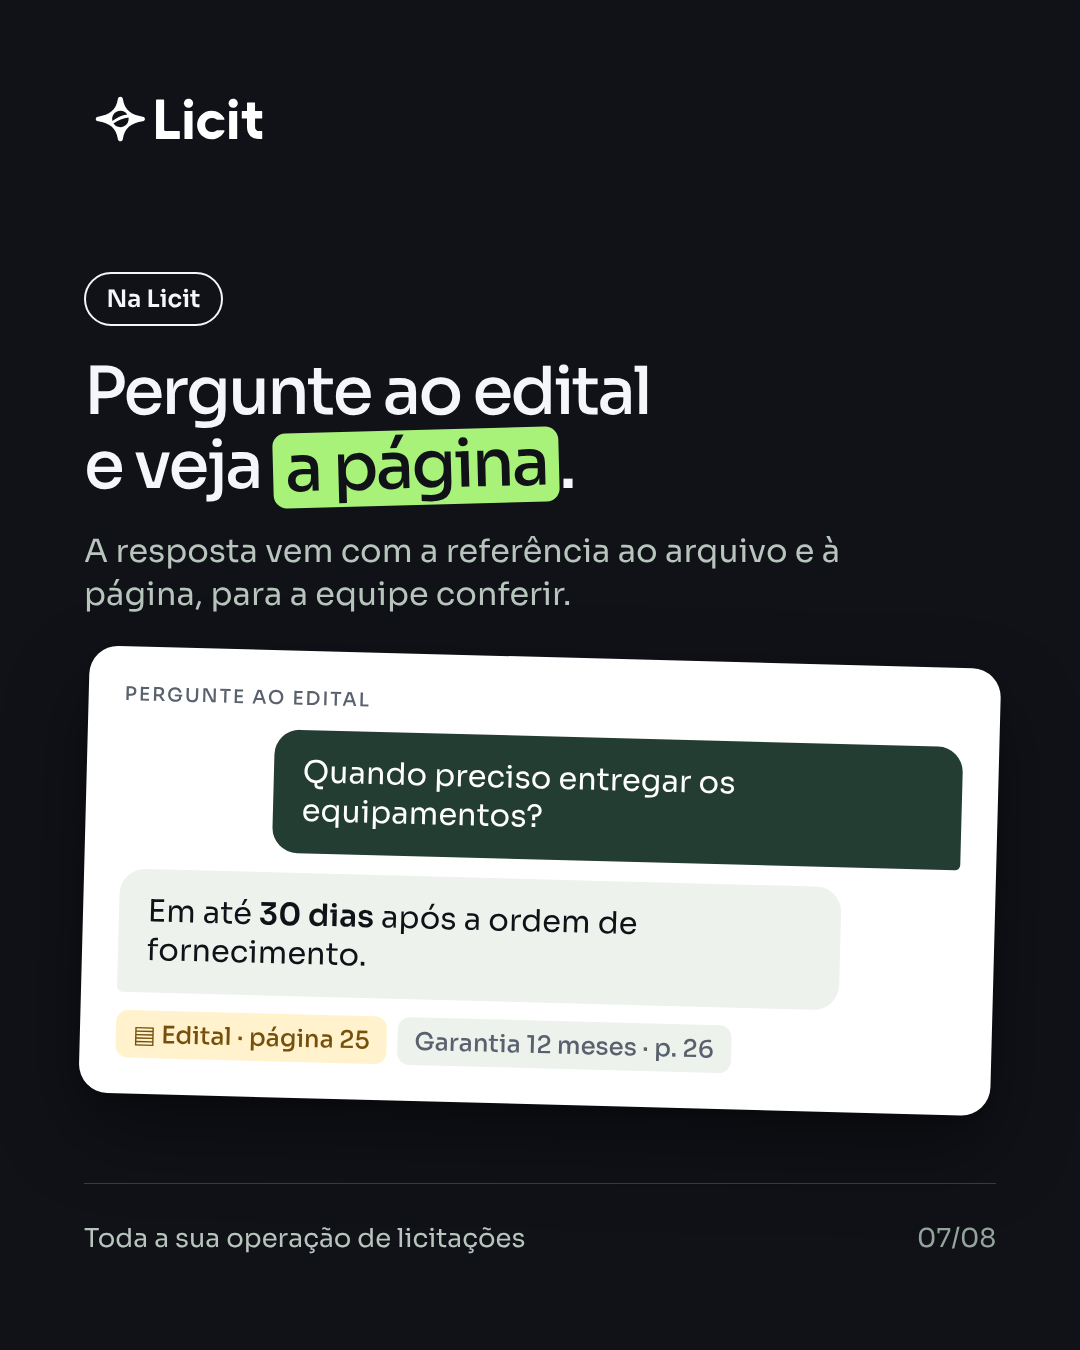 Licit
Na Licit
Pergunte ao edital
e veja a página.
A resposta vem com a referência ao arquivo e à
página, para a equipe conferir.
PERGUNTE AO EDITAL
Quando preciso entregar os
equipamentos?
Em até 30 dias após a ordem de
fornecimento.
▤ Edital · página 25
Garantia 12 meses · p. 26
Toda a sua operação de licitações
07/08